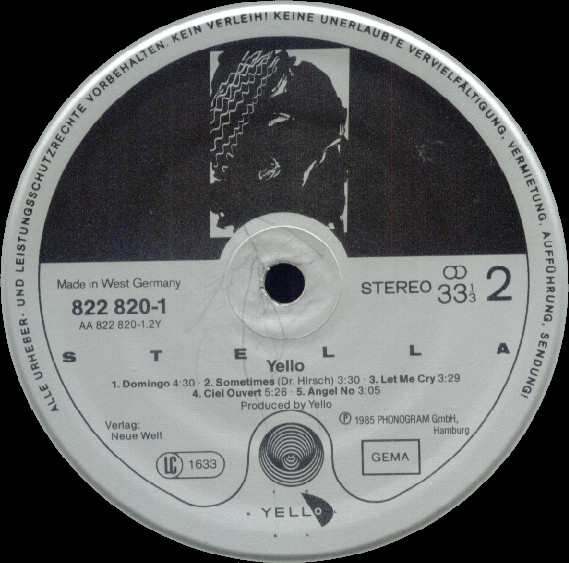 ALLE URHEBER- UND LEISTUNGSSCHUTZRECHTE VORBEHALTEN. KEIN VERLEIH! KEINE UNERLAUBTE VERVIELFÄLTIGUNG, VERMIETUNG, AUFFÜHRUNG, SENDUNG!
Made in West Germany
822 820-1
AA 822 820-1.2Y
STEREO 33 1/3 2
S T E L L A
Yello
1. Domingo 4:30 · 2. Sometimes (Dr. Hirsch) 3:30 · 3. Let Me Cry 3:29
4. Ciel Ouvert 5:26 · 5. Angel No 3:05
Produced by Yello
Verlag:
Neue Welt
℗ 1985 PHONOGRAM GmbH,
Hamburg
LC 1633
GEMA
· YELLO